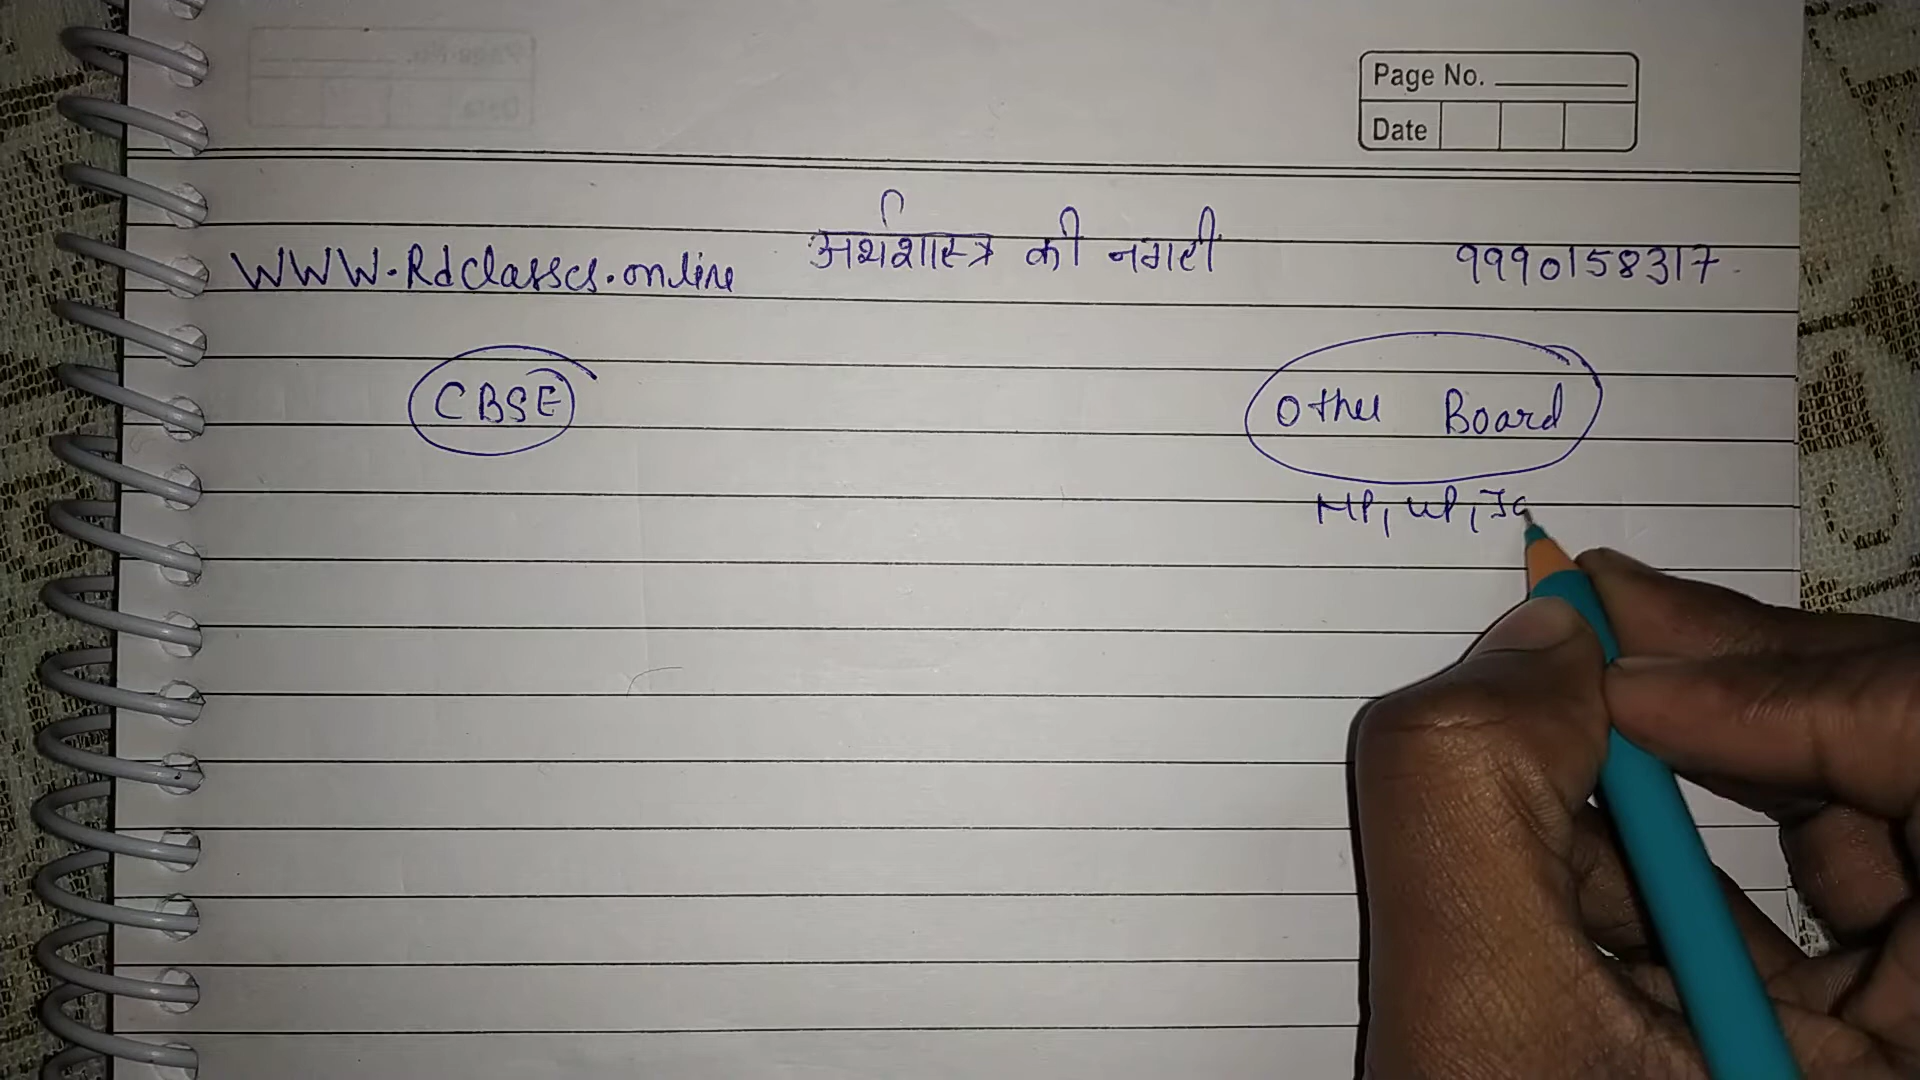 Page No.
Date
www.Rdclasses.online अर्थशास्त्र की नगरी 9990158317
CBSE Other Board
MP, UP,